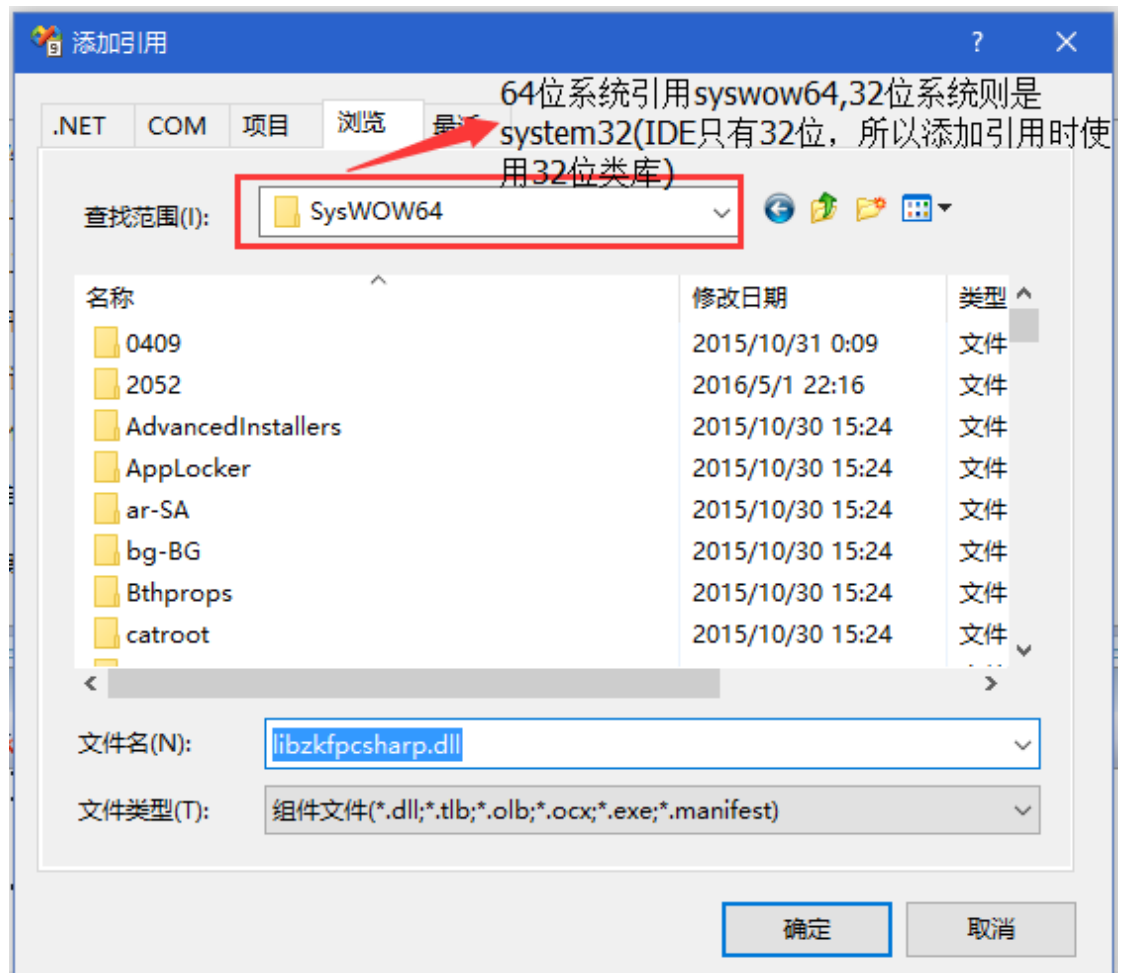 添加引用
64位系统引用syswow64,32位系统则是
.NET COM 项目 浏览 最近
system32(IDE只有32位，所以添加引用时使
用32位类库)
查找范围(I): SysWOW64
名称 修改日期 类型
0409 2015/10/31 0:09 文件
2052 2016/5/1 22:16 文件
AdvancedInstallers 2015/10/30 15:24 文件
AppLocker 2015/10/30 15:24 文件
ar-SA 2015/10/30 15:24 文件
bg-BG 2015/10/30 15:24 文件
Bthprops 2015/10/30 15:24 文件
catroot 2015/10/30 15:24 文件
文件名(N): libzkfpcsharp.dll
文件类型(T): 组件文件(*.dll;*.tlb;*.olb;*.ocx;*.exe;*.manifest)
确定 取消